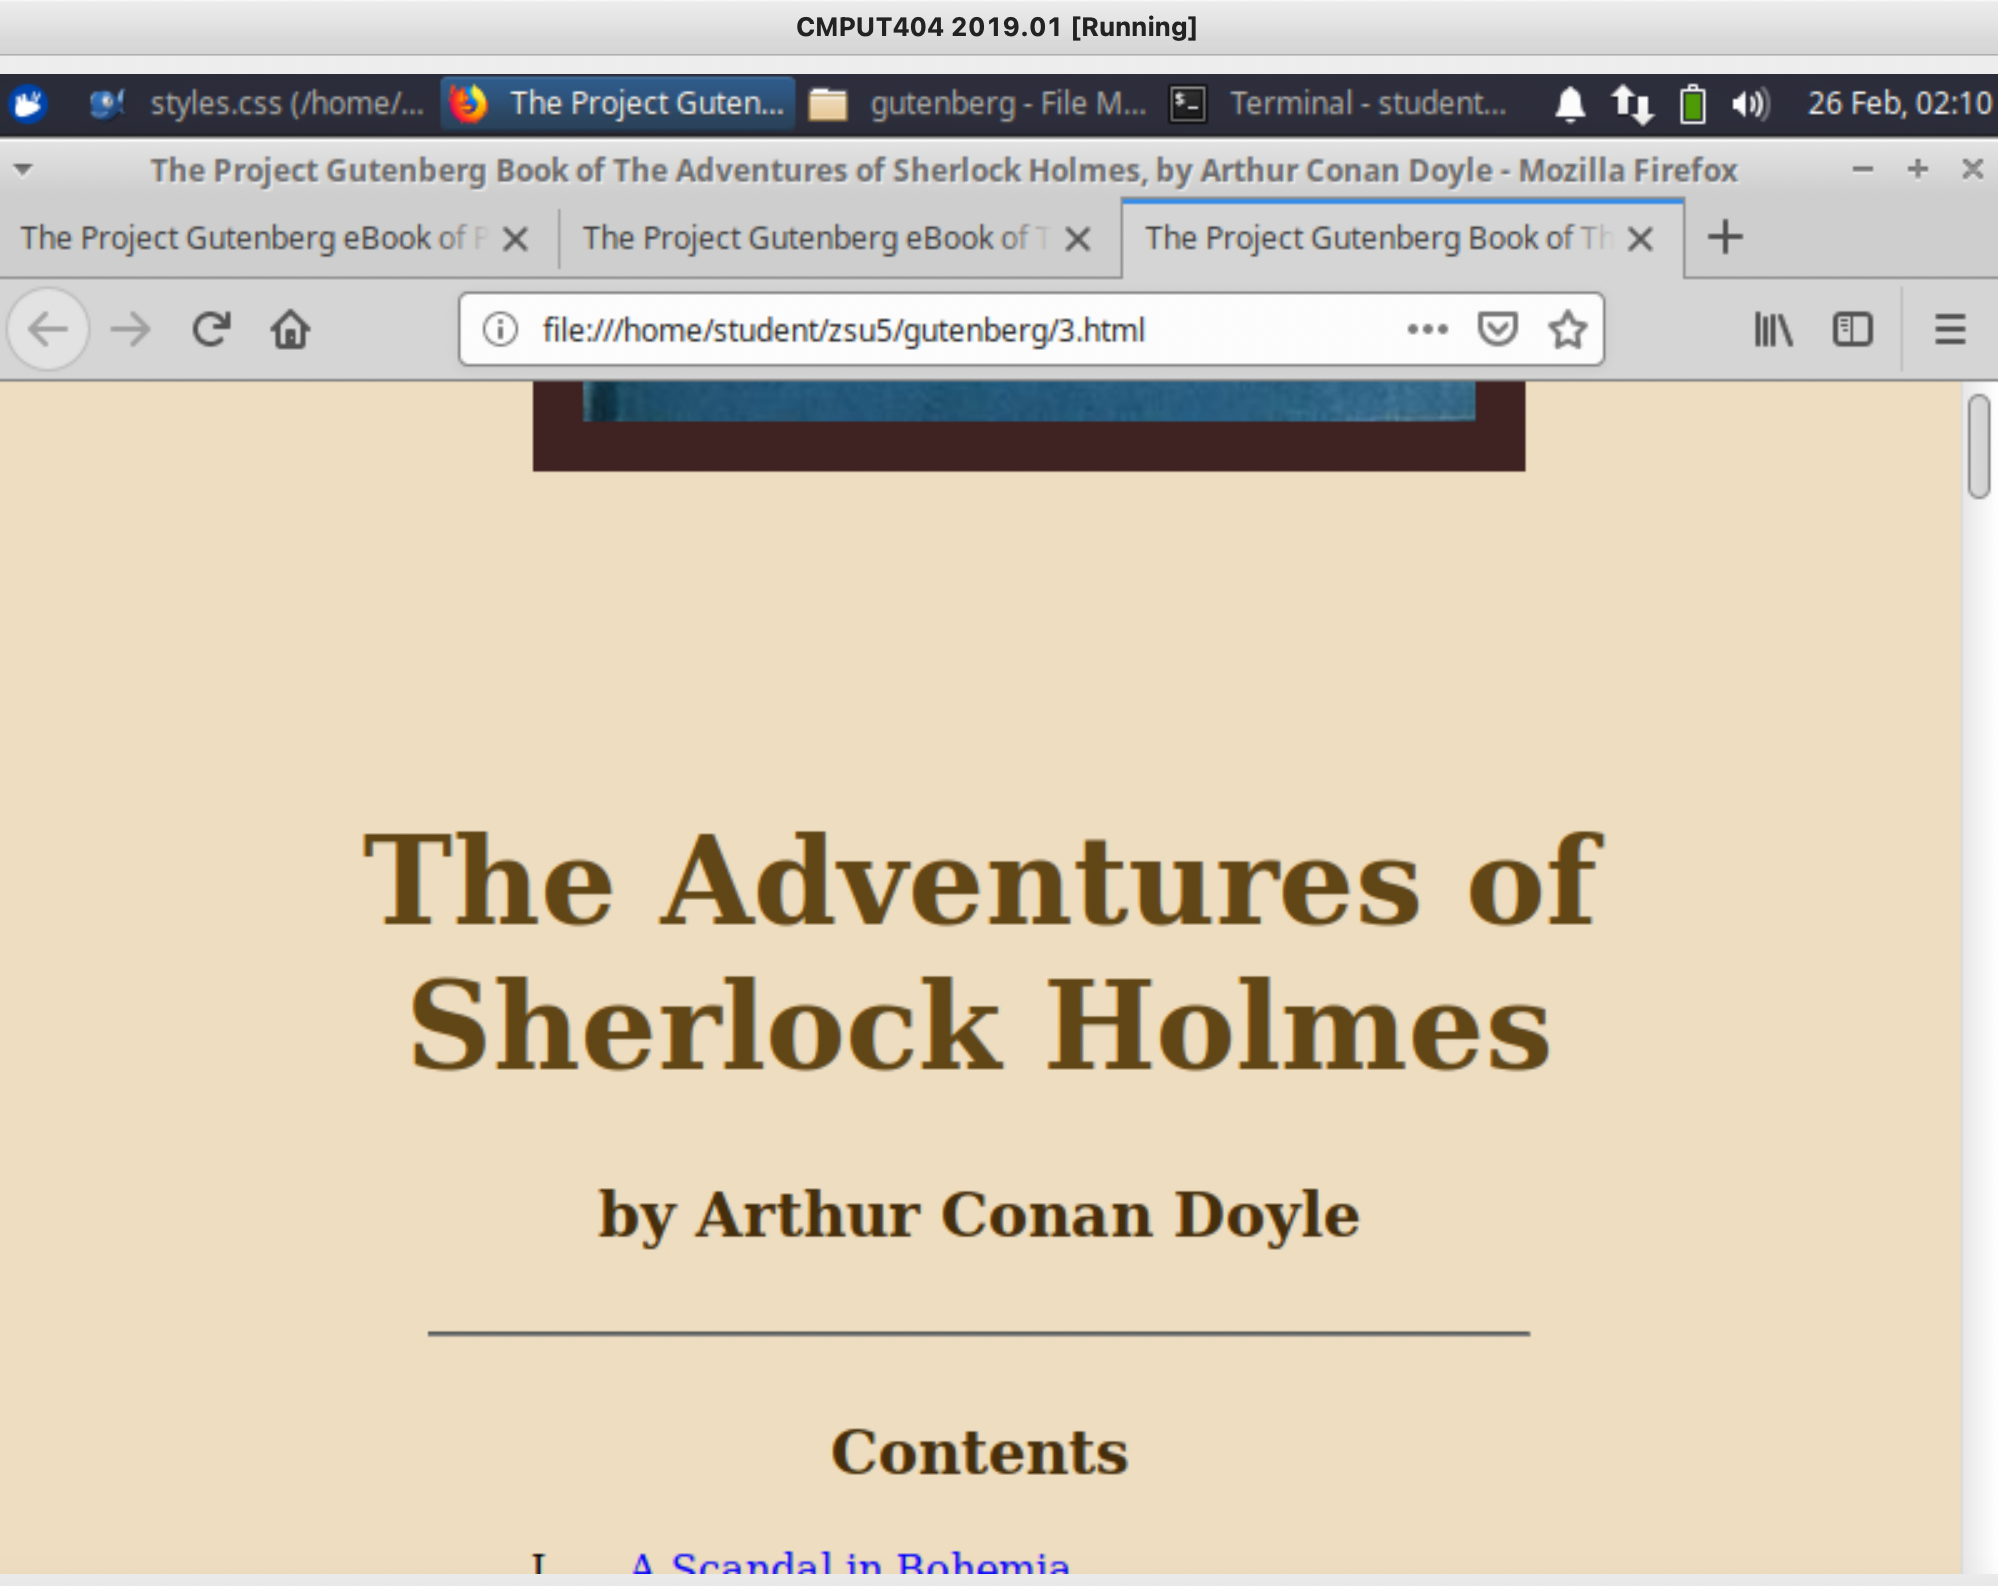 CMPUT404 2019.01 [Running]
styles.css (/home/... The Project Guten... gutenberg - File M... Terminal - student... 26 Feb, 02:10
The Project Gutenberg Book of The Adventures of Sherlock Holmes, by Arthur Conan Doyle - Mozilla Firefox
The Project Gutenberg eBook of P The Project Gutenberg eBook of T The Project Gutenberg Book of Th
file:///home/student/zsu5/gutenberg/3.html
The Adventures of
Sherlock Holmes
by Arthur Conan Doyle
Contents
I. A Scandal in Bohemia